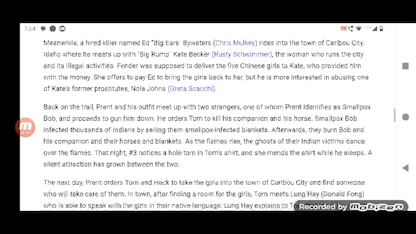 7:54
Meanwhile, a hired killer named Ed "Big Ears" Bywaters (Chris Mulkey) rides into the town of Caribou City,
Idaho where he meets up with "Big Rump" Kate Becker (Rusty Schwimmer), the woman who runs the city
and its illegal activities. Fender was supposed to deliver the five Chinese girls to Kate, who provided him
with the money. She offers to pay Ed to bring the girls back to her, but he is more interested in abusing one
of Kate's former prostitutes, Nola Johns (Greta Scacchi).
Back on the trail, Prent and his outfit meet up with two strangers, one of whom Prent identifies as Smallpox
Bob, and proceeds to gun him down. He orders Tom to kill his companion and his horse. Smallpox Bob
infected thousands of Indians by selling them smallpox-infected blankets. Afterwards, they burn Bob and
his companion and their horses and blankets. As the flames rise, the ghosts of their Indian victims dance
over the flames. That night, #3 notices a hole torn in Tom's shirt, and she mends the shirt while he sleeps. A
silent attraction has grown between the two.
The next day, Prent orders Tom and Heck to take the girls into the town of Caribou City and find someone
who will take care of them. In town, after finding a room for the girls, Tom meets Lung Hay (Donald Fong)
who is able to speak with the girls in their native language. Lung Hay explains to T
Recorded by Mobizen